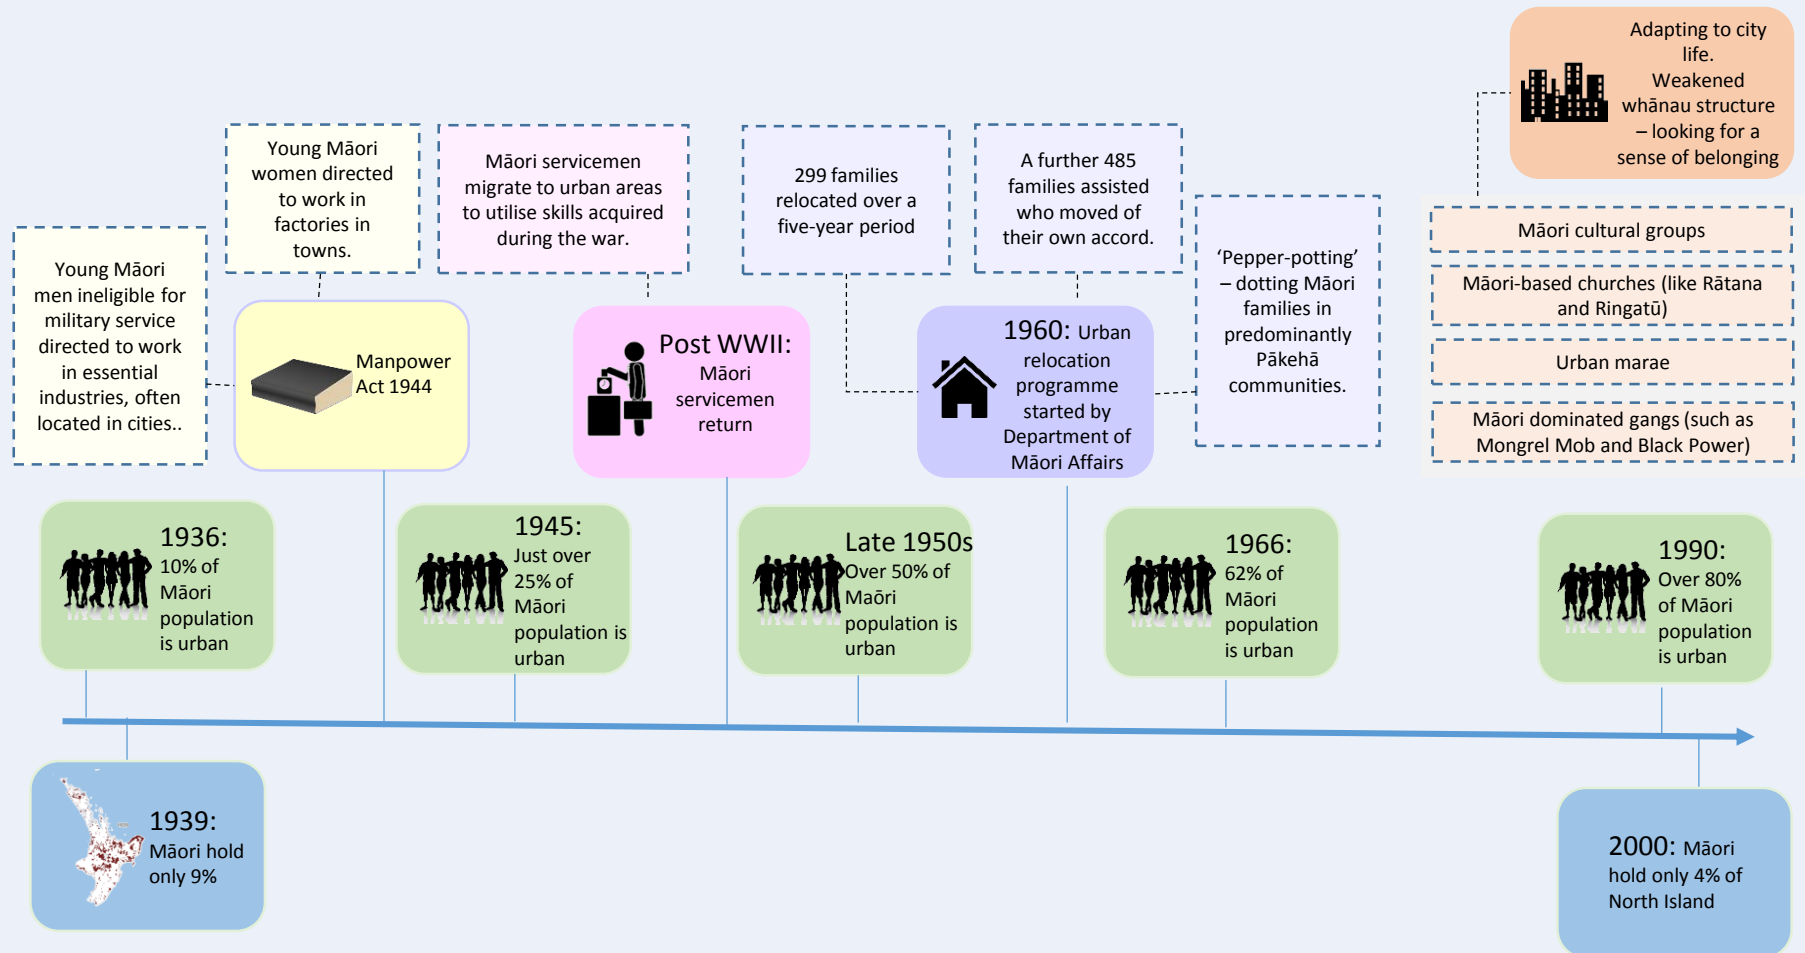 Adapting to city
life.
Weakened
whānau structure
– looking for a
sense of belonging
Young Māori
women directed
to work in
factories in
towns.
Māori servicemen
migrate to urban areas
to utilise skills acquired
during the war.
299 families
relocated over a
five-year period
A further 485
families assisted
who moved of
their own accord.
‘Pepper-potting’
– dotting Māori
families in
predominantly
Pākehā
communities.
Māori cultural groups
Māori-based churches (like Rātana
and Ringatū)
Urban marae
Māori dominated gangs (such as
Mongrel Mob and Black Power)
Young Māori
men ineligible for
military service
directed to work
in essential
industries, often
located in cities..
Manpower
Act 1944
Post WWII:
Māori
servicemen
return
1960: Urban
relocation
programme
started by
Department of
Māori Affairs
1936:
10% of
Māori
population
is urban
1945:
Just over
25% of
Māori
population is
urban
Late 1950s
Over 50% of
Maōri
population is
urban
1966:
62% of
Māori
population
is urban
1990:
Over 80%
of Māori
population
is urban
1939:
Māori hold
only 9%
2000: Māori
hold only 4% of
North Island